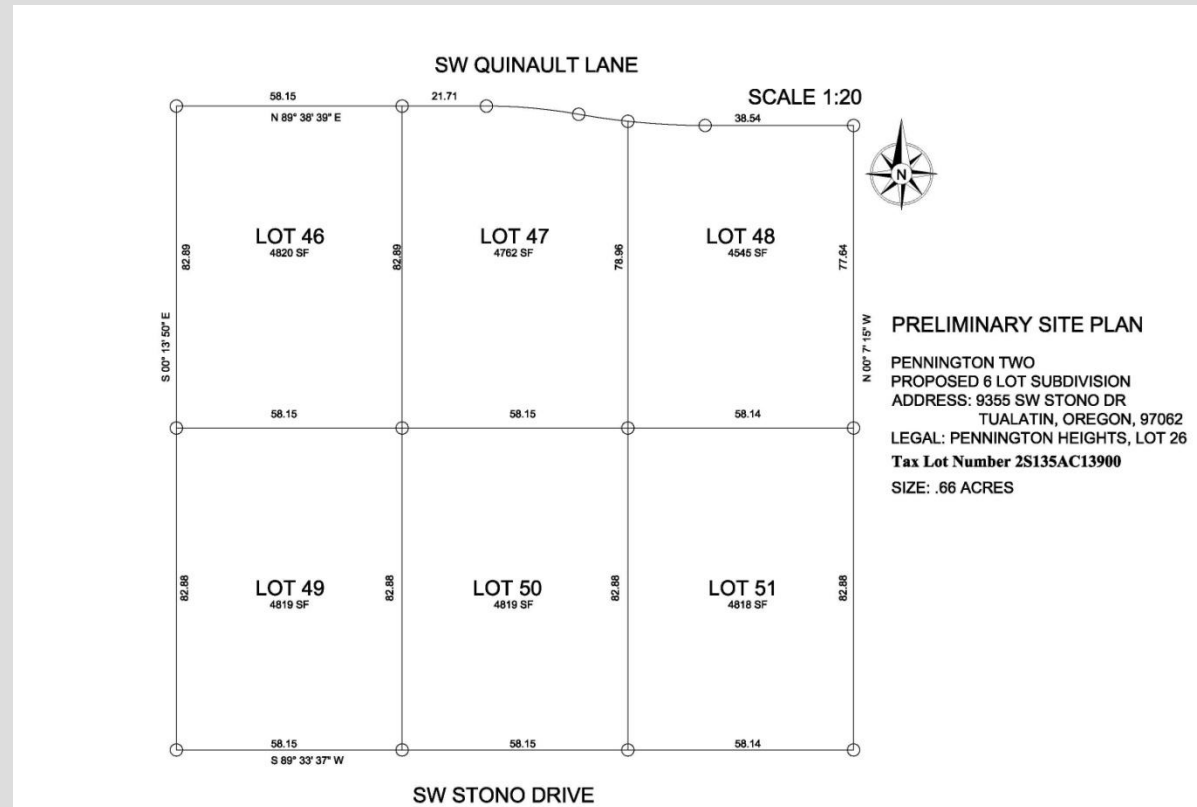 SW QUINAULT LANE
SCALE 1:20
58.15
21.71
38.54
N 89° 38' 39" E
N
LOT 46
4820 SF
LOT 47
4762 SF
LOT 48
4545 SF
82.89
82.89
78.96
77.64
S 00° 13' 50" E
N 00° 7' 15" W
58.15
58.15
58.14
PRELIMINARY SITE PLAN
PENNINGTON TWO
PROPOSED 6 LOT SUBDIVISION
ADDRESS: 9355 SW STONO DR
TUALATIN, OREGON, 97062
LEGAL: PENNINGTON HEIGHTS, LOT 26
Tax Lot Number 2S135AC13900
SIZE: .66 ACRES
LOT 49
4819 SF
LOT 50
4819 SF
LOT 51
4818 SF
82.88
82.88
82.88
82.88
58.15
58.15
58.14
S 89° 33' 37" W
SW STONO DRIVE